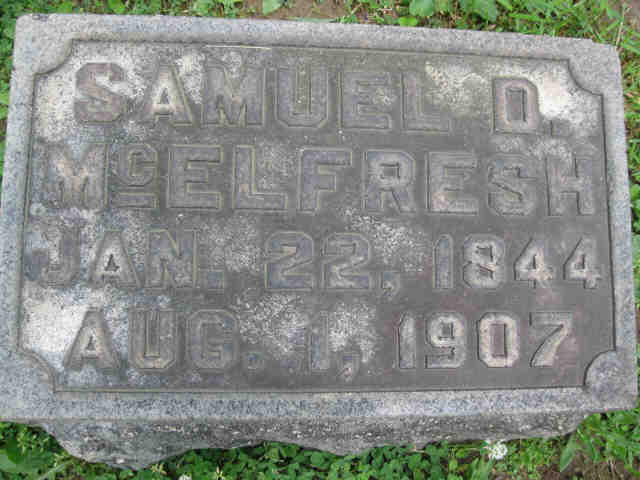 SAMUEL D.
McELFRESH
JAN. 22, 1844
AUG. 1, 1907